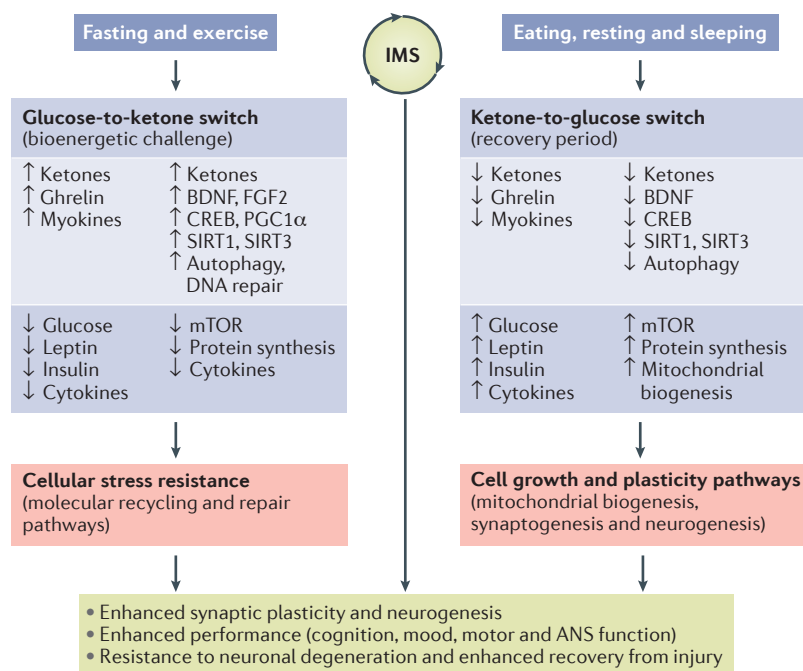 Fasting and exercise
IMS
Eating, resting and sleeping
Glucose-to-ketone switch
(bioenergetic challenge)
↑ Ketones
↑ Ghrelin
↑ Myokines
↑ Ketones
↑ BDNF, FGF2
↑ CREB, PGC1α
↑ SIRT1, SIRT3
↑ Autophagy,
DNA repair
↓ Glucose
↓ Leptin
↓ Insulin
↓ Cytokines
↓ mTOR
↓ Protein synthesis
↓ Cytokines
Cellular stress resistance
(molecular recycling and repair
pathways)
Ketone-to-glucose switch
(recovery period)
↓ Ketones
↓ Ghrelin
↓ Myokines
↓ Ketones
↓ BDNF
↓ CREB
↓ SIRT1, SIRT3
↓ Autophagy
↑ Glucose
↑ Leptin
↑ Insulin
↑ Cytokines
↑ mTOR
↑ Protein synthesis
↑ Mitochondrial
biogenesis
Cell growth and plasticity pathways
(mitochondrial biogenesis,
synaptogenesis and neurogenesis)
• Enhanced synaptic plasticity and neurogenesis
• Enhanced performance (cognition, mood, motor and ANS function)
• Resistance to neuronal degeneration and enhanced recovery from injury